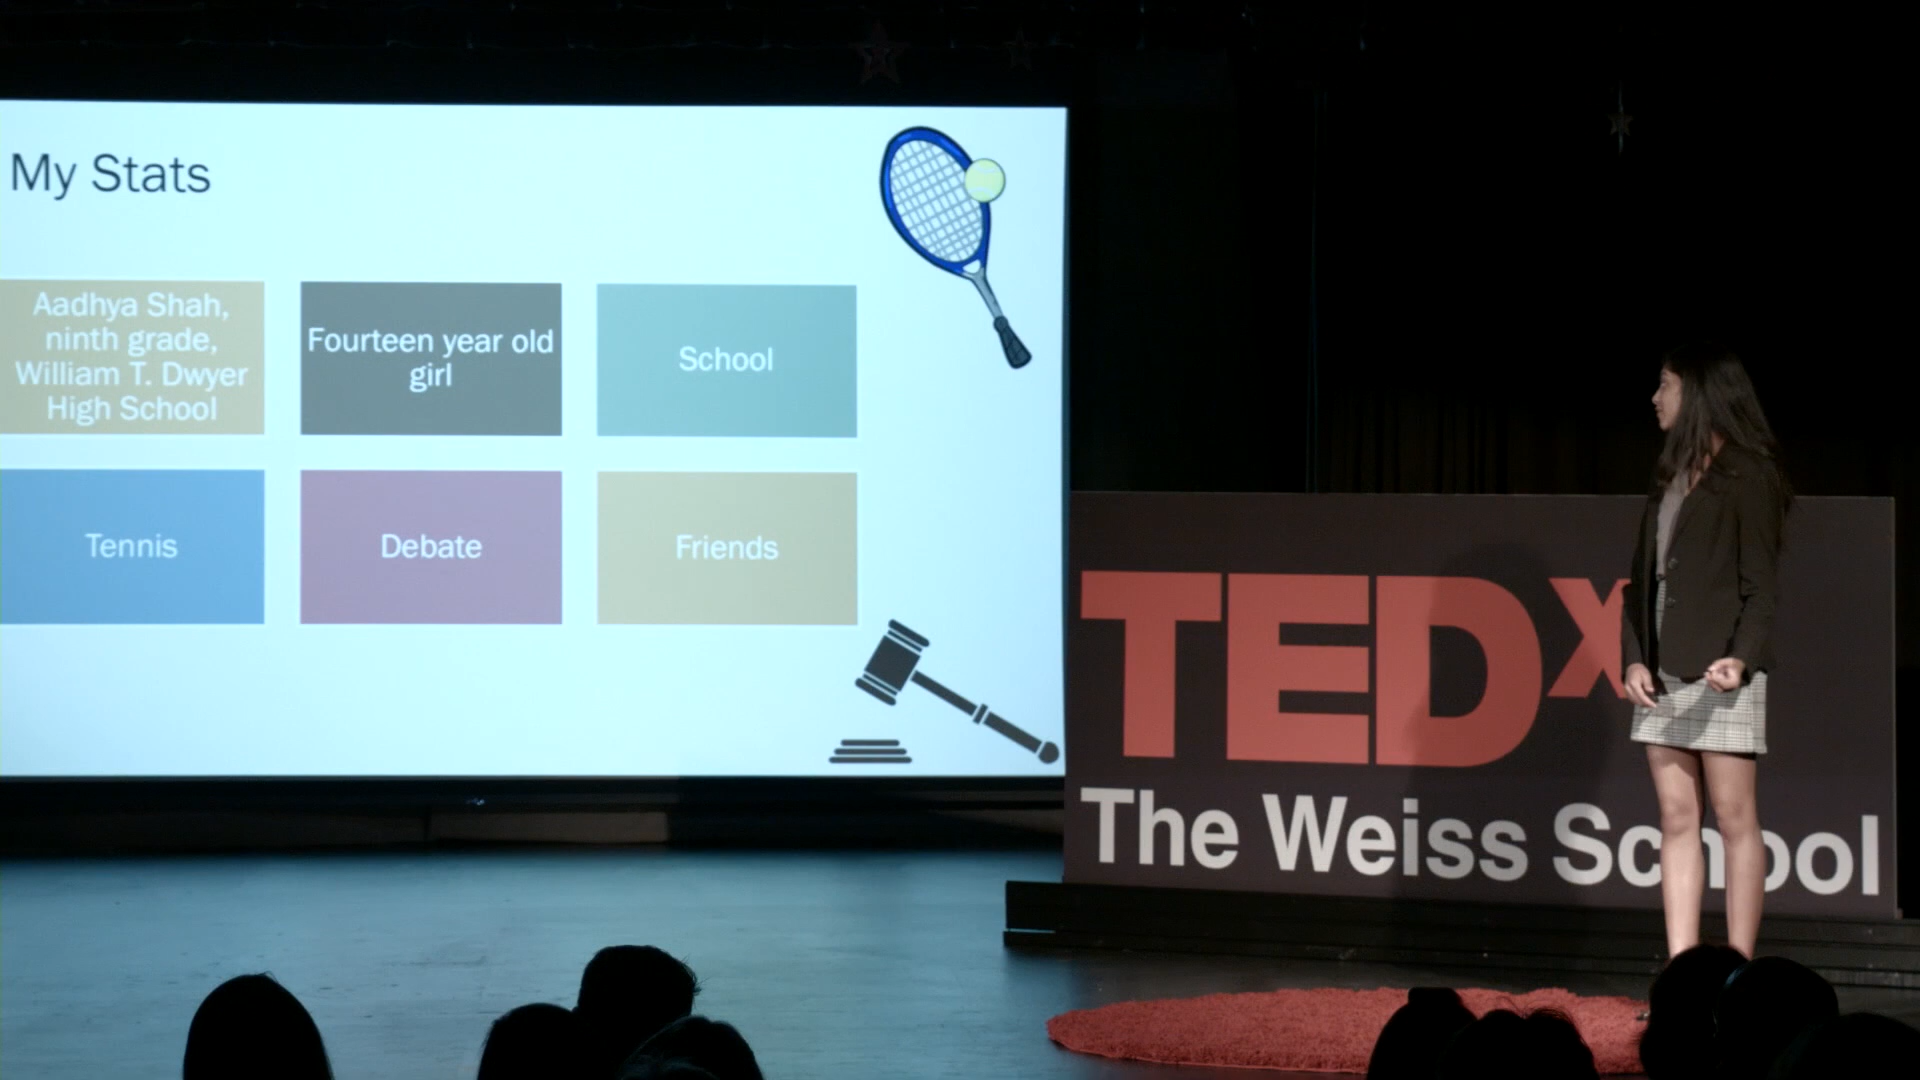 My Stats
Aadhya Shah,
ninth grade,
William T. Dwyer
High School
Fourteen year old
girl
School
Tennis
Debate
Friends
TEDx
The Weiss School